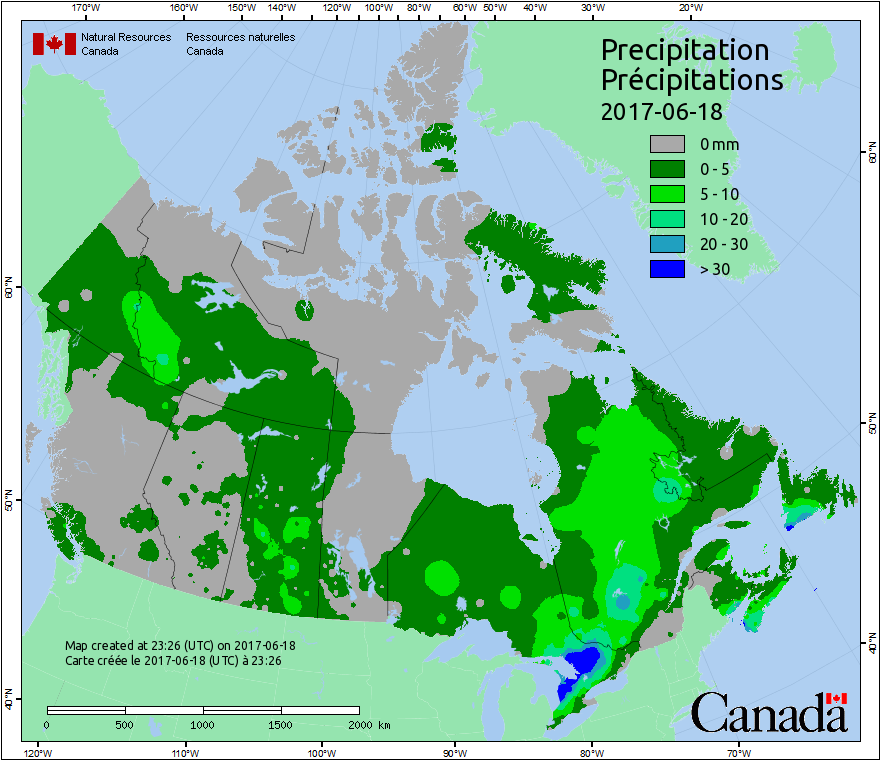 170°W 160°W 150°W 140°W 130°W 120°W 110°W 100°W 90°W 80°W 60°W 50°W 40°W 30°W 20°W
Natural Resources Ressources naturelles
Canada Canada
Precipitation
Précipitations
2017-06-18
0 mm
0 - 5
5 - 10
10 - 20
20 - 30
> 30
60°N 60°N
50°N 50°N
40°N 40°N
Map created at 23:26 (UTC) on 2017-06-18
Carte créée le 2017-06-18 (UTC) à 23:26
0 500 1000 1500 2000 km
Canada
120°W 110°W 100°W 90°W 80°W 70°W